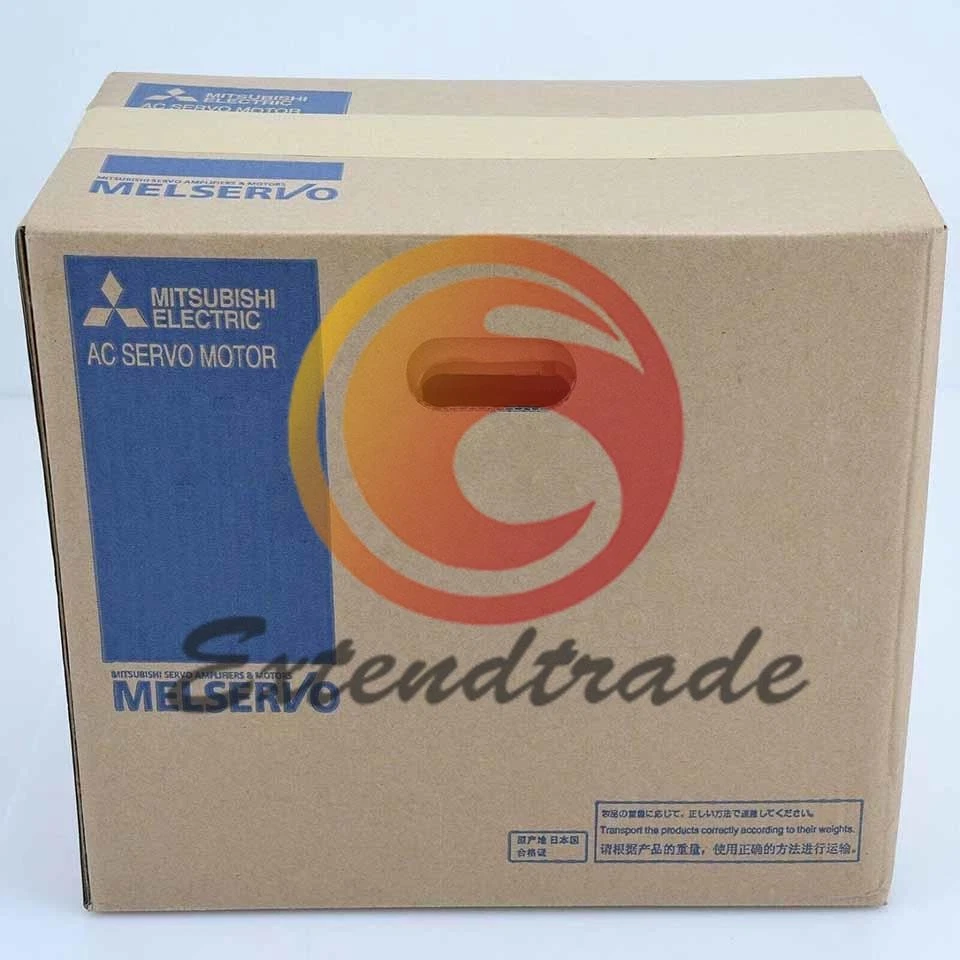 MITSUBISHI
ELECTRIC
AC SERVO MOTOR
MITSUBISHI SERVO AMPLIFIERS & MOTORS
MELSERVO
MITSUBISHI
ELECTRIC
AC SERVO MOTOR
Extendtrade
MITSUBISHI SERVO AMPLIFIERS & MOTORS
MELSERVO
原产地 日本国
合格证
製品の重量に応じて、正しい方法で運搬してください。
Transport the products correctly according to their weights.
请根据产品的重量，使用正确的方法进行运输。